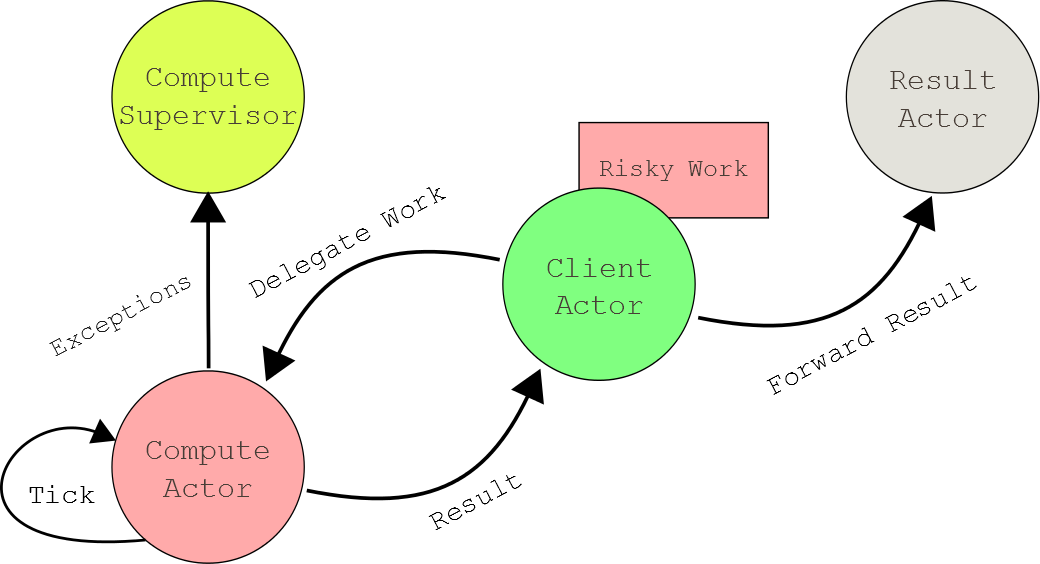 Compute
Supervisor
Result
Actor
Risky Work
Delegate Work
Client
Actor
Exceptions
Forward Result
Compute
Actor
Tick
Result